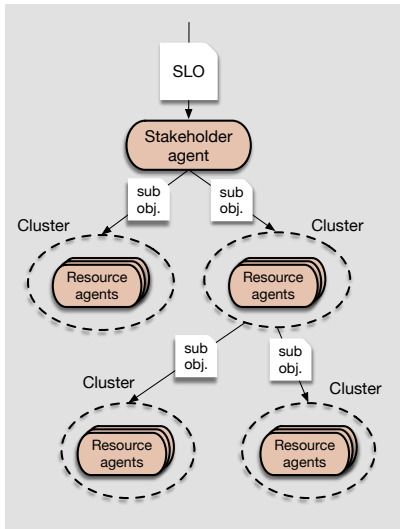 SLO
Stakeholder
agent
sub
obj.
sub
obj.
Cluster
Cluster
Resource
agents
Resource
agents
sub
obj.
sub
obj.
Cluster
Cluster
Resource
agents
Resource
agents